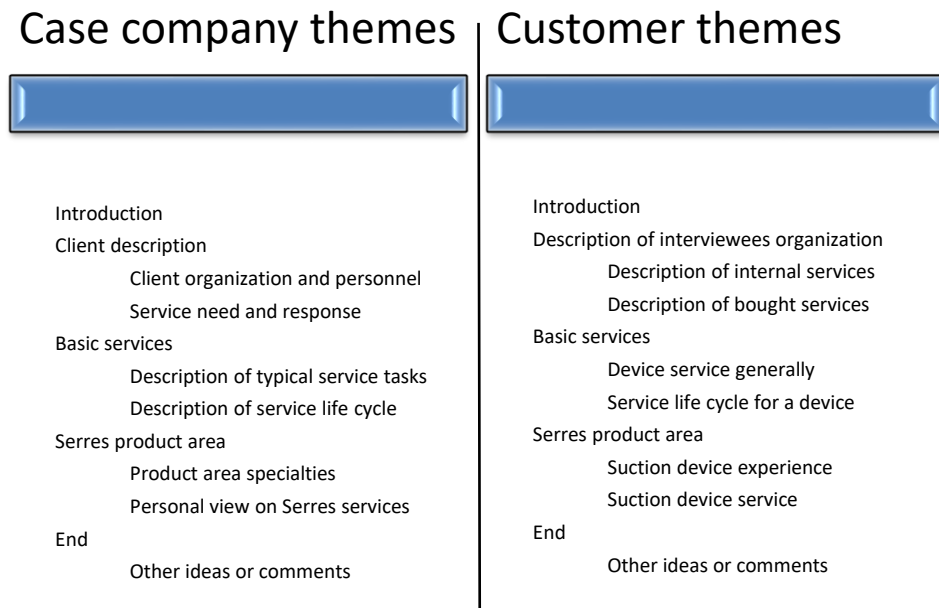 Case company themes
Introduction
Client description
Client organization and personnel
Service need and response
Basic services
Description of typical service tasks
Description of service life cycle
Serres product area
Product area specialties
Personal view on Serres services
End
Other ideas or comments
Customer themes
Introduction
Description of interviewees organization
Description of internal services
Description of bought services
Basic services
Device service generally
Service life cycle for a device
Serres product area
Suction device experience
Suction device service
End
Other ideas or comments